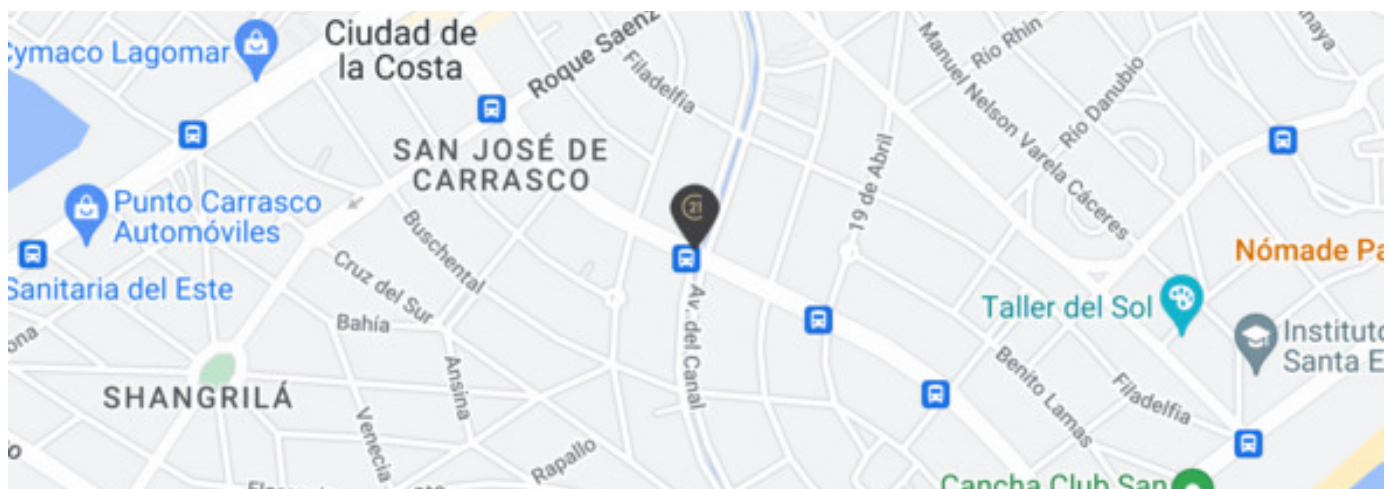 Cymaco Lagomar
Ciudad de
la Costa
Roque Saenz
Filadelfia
Manuel Nelson Varela Cáceres
Río Rhin
Río Danubio
SAN JOSÉ DE
CARRASCO
Punto Carrasco
Automóviles
Buschental
21
19 de Abril
Nómade Pa
Sanitaria del Este
Cruz del Sur
Bahía
Av. del Canal
Taller del Sol
Instituto
Santa E
SHANGRILÁ
Ansina
Venecia
Benito Lamas
Filadelfia
Rapallo
Cancha Club San